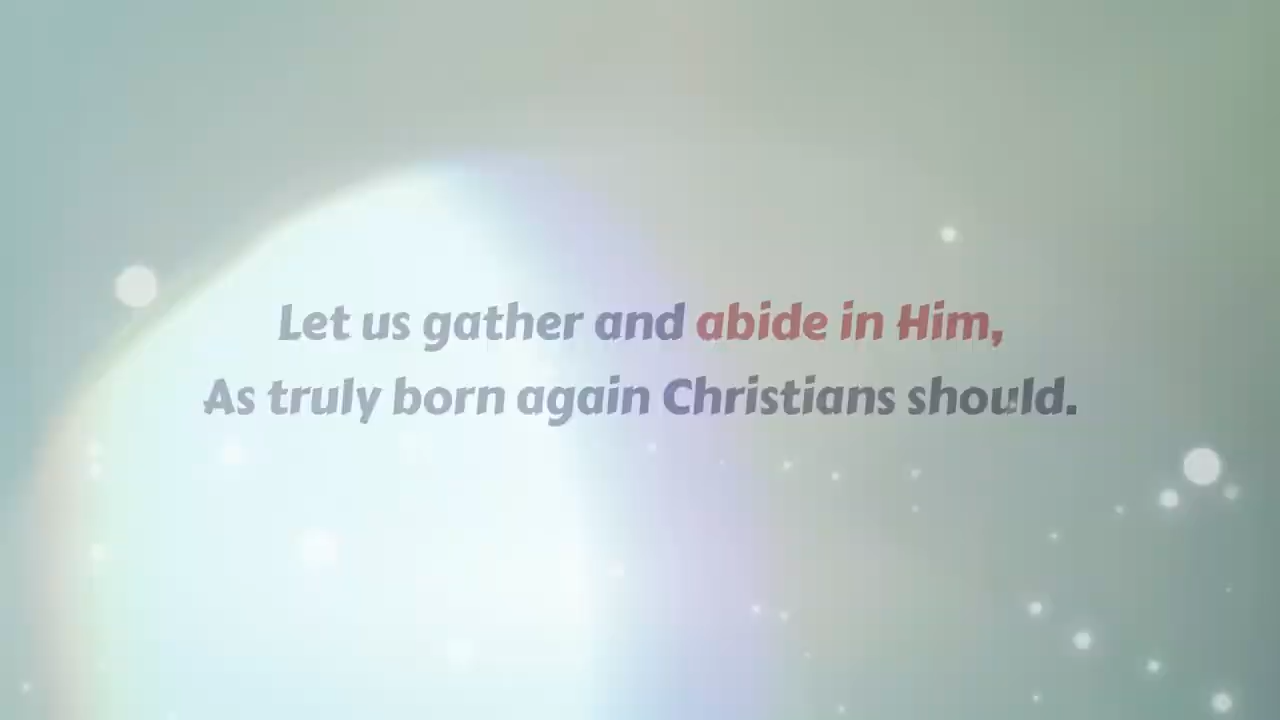 Let us gather and abide in Him,
As truly born again Christians should.